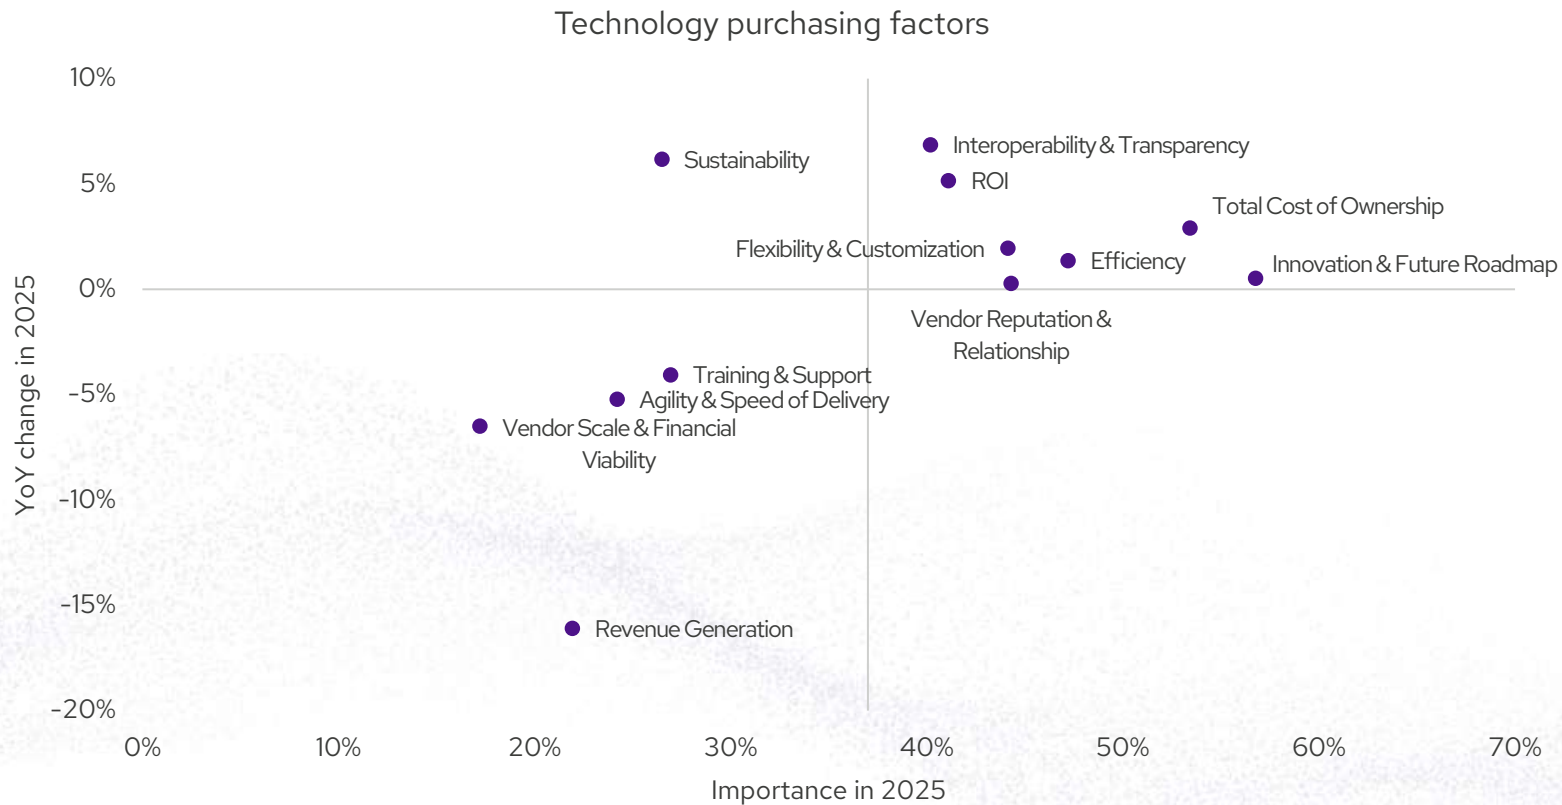 Technology purchasing factors
10%
5%
0%
-5%
-10%
-15%
-20%
YoY change in 2025
Sustainability
Interoperability & Transparency
ROI
Total Cost of Ownership
Flexibility & Customization
Efficiency
Innovation & Future Roadmap
Vendor Reputation &
Relationship
Training & Support
Agility & Speed of Delivery
Vendor Scale & Financial
Viability
Revenue Generation
0%
10%
20%
30%
40%
50%
60%
70%
Importance in 2025